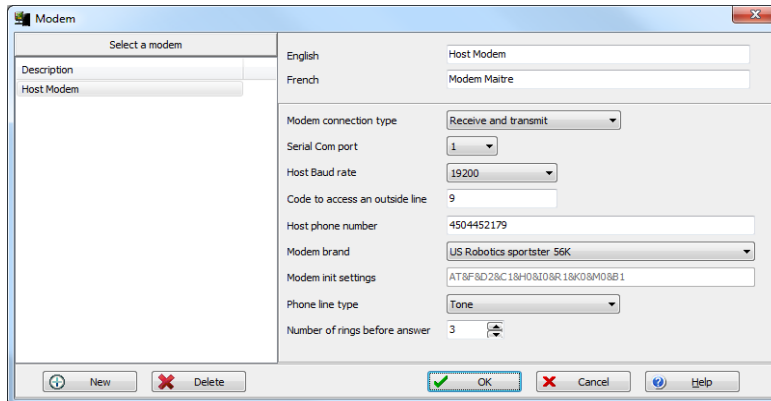 Modem
Select a modem
Description
Host Modem
English Host Modem
French Modem Maitre
Modem connection type Receive and transmit
Serial Com port 1
Host Baud rate 19200
Code to access an outside line 9
Host phone number 4504452179
Modem brand US Robotics sportster 56K
Modem init settings AT&F&D2&C1&H0&I0&R1&K0&M0&B1
Phone line type Tone
Number of rings before answer 3
New Delete OK Cancel Help